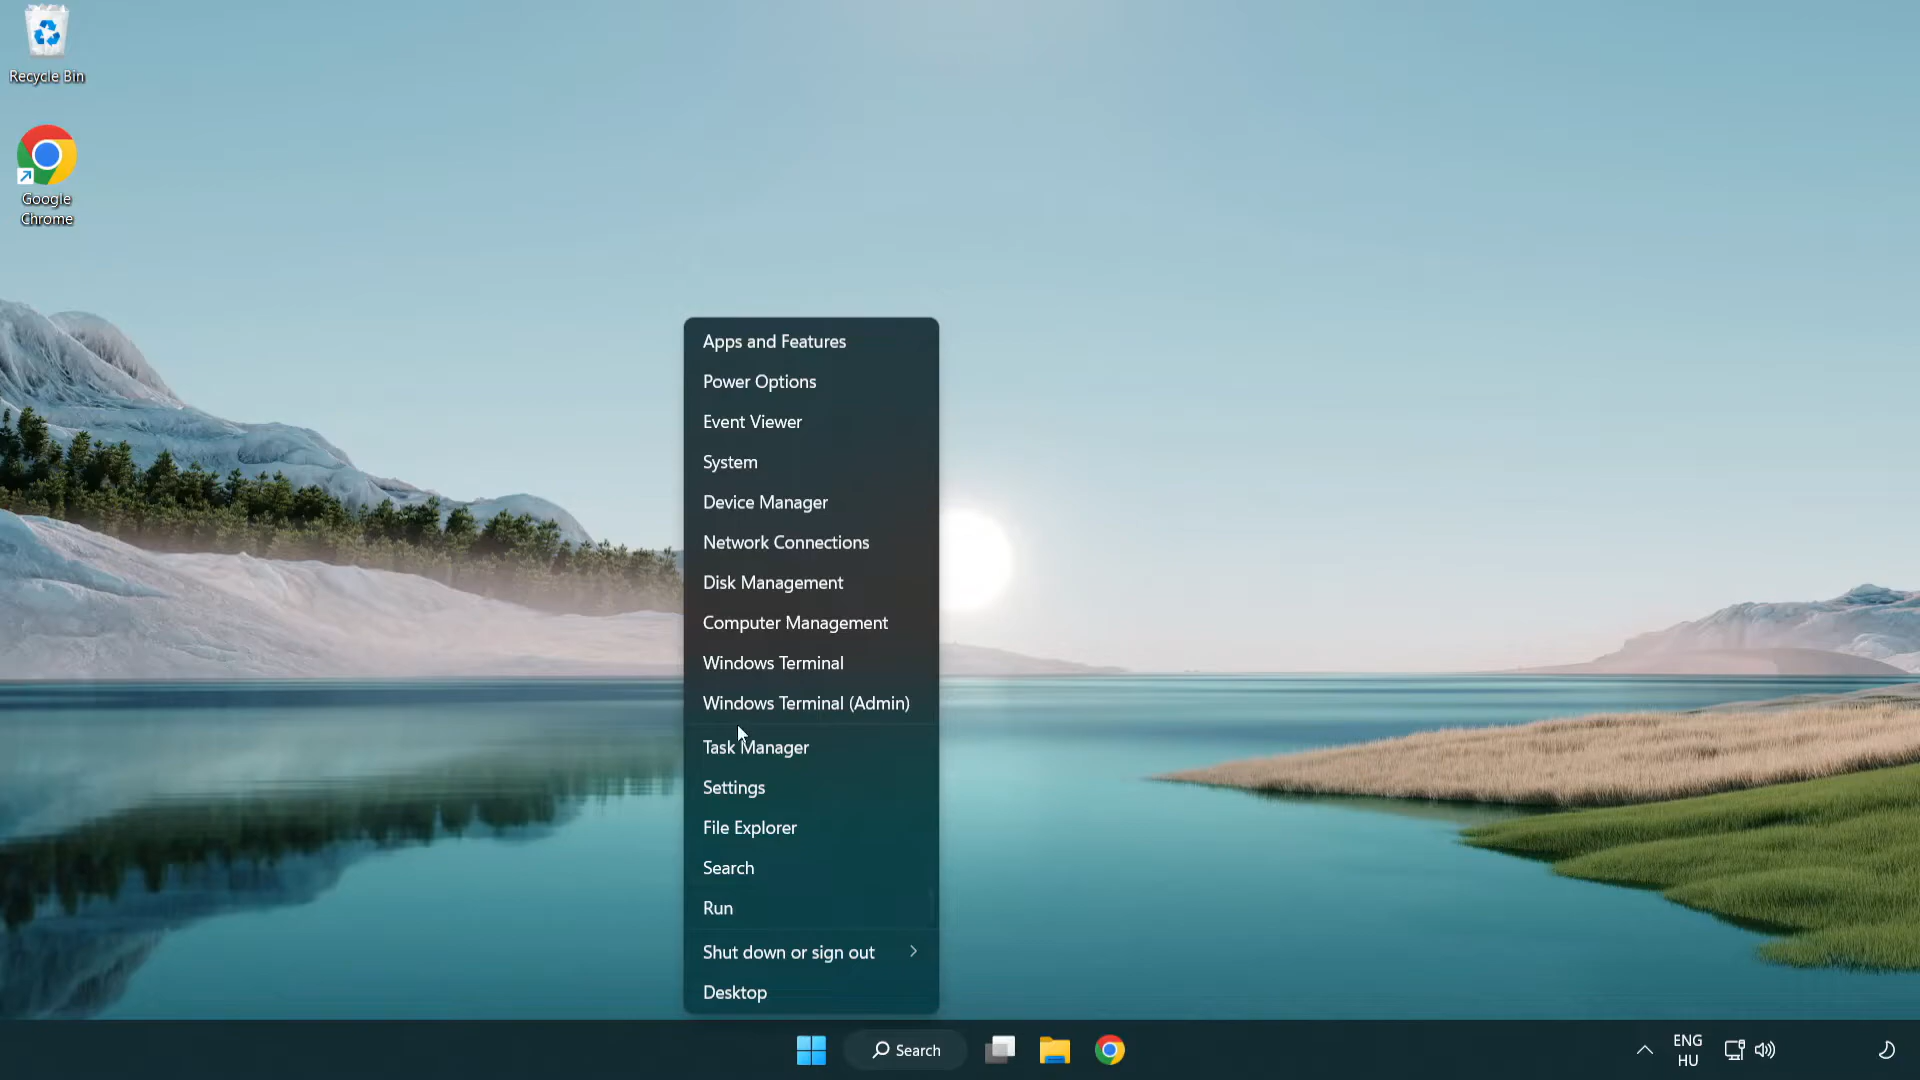 Recycle Bin
Google
Chrome
Apps and Features
Power Options
Event Viewer
System
Device Manager
Network Connections
Disk Management
Computer Management
Windows Terminal
Windows Terminal (Admin)
Task Manager
Settings
File Explorer
Search
Run
Shut down or sign out
Desktop
Search
ENG
HU